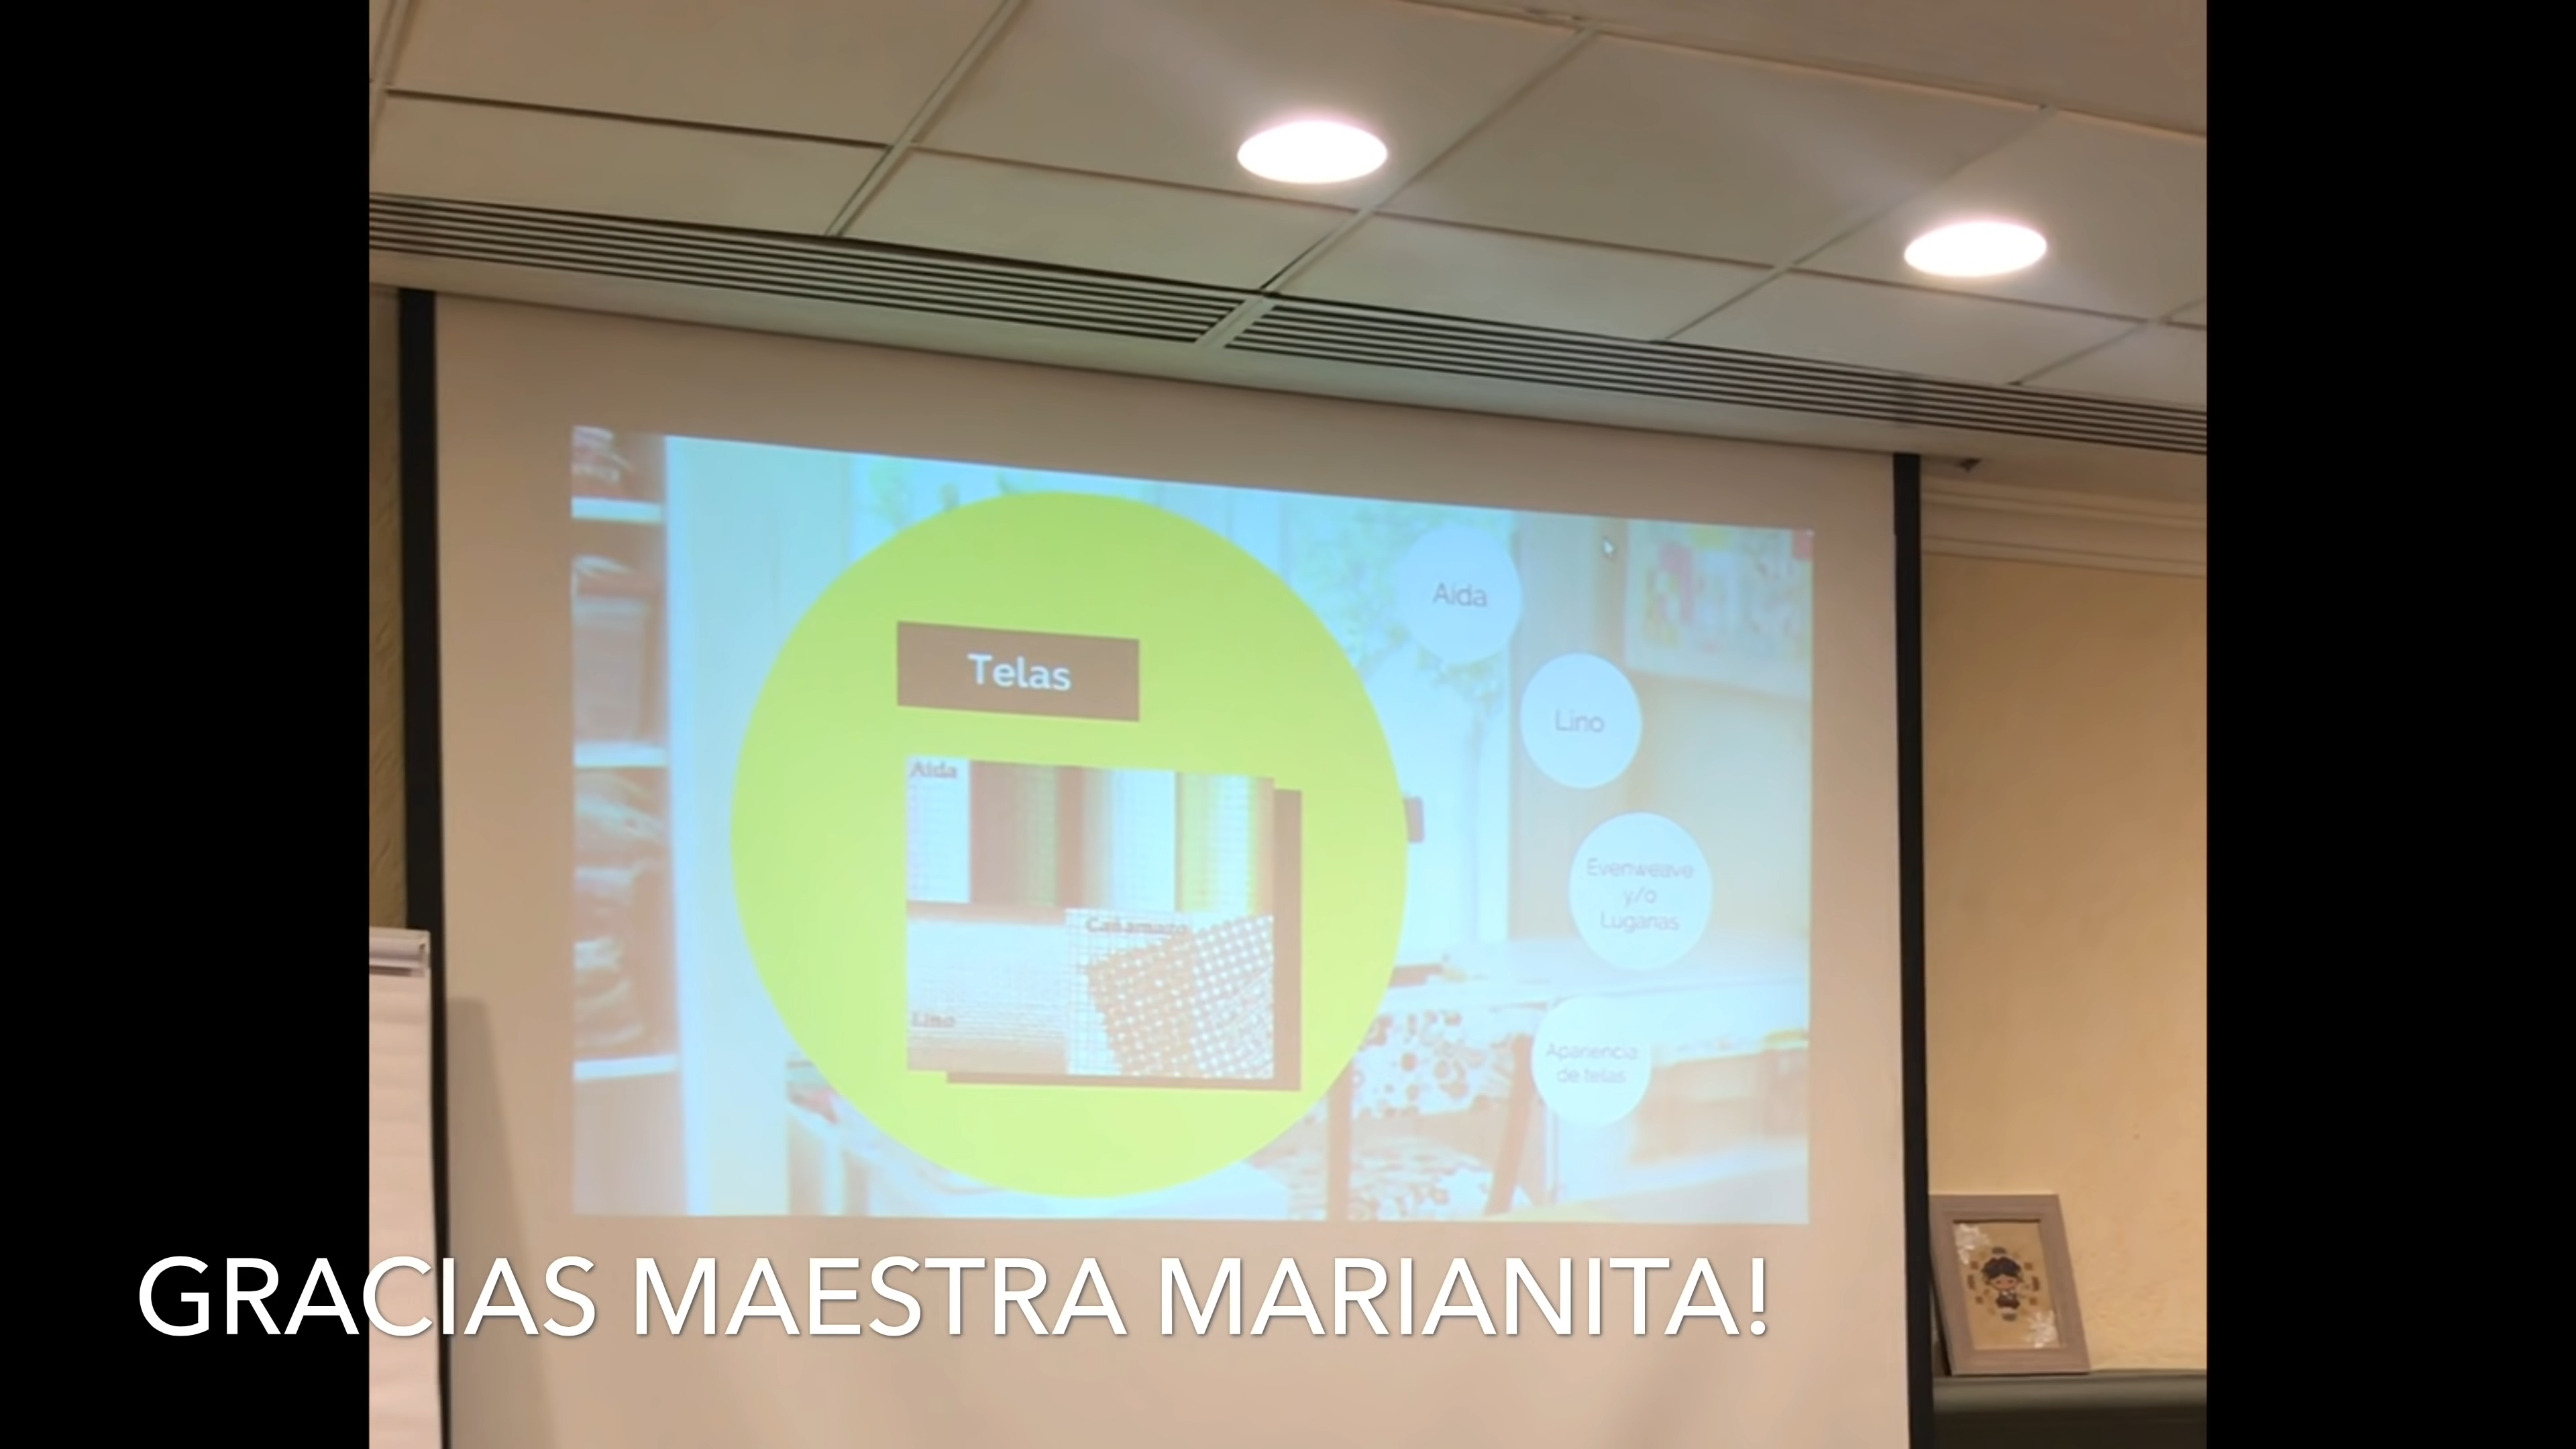 Aida
Telas
Lino
Aida
Evenweave
y/o
Luganas
Cañamazo
Lino
Apariencia
de telas
GRACIAS MAESTRA MARIANITA!